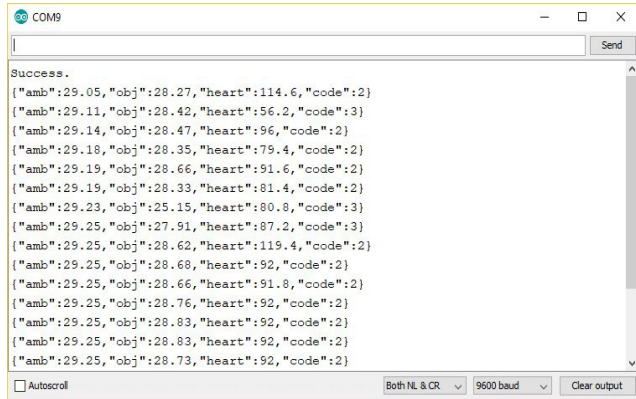 COM9
Send
Success.
{"amb":29.05,"obj":28.27,"heart":114.6,"code":2}
{"amb":29.11,"obj":28.42,"heart":56.2,"code":3}
{"amb":29.14,"obj":28.47,"heart":96,"code":2}
{"amb":29.18,"obj":28.35,"heart":79.4,"code":2}
{"amb":29.19,"obj":28.66,"heart":91.6,"code":2}
{"amb":29.19,"obj":28.33,"heart":81.4,"code":2}
{"amb":29.23,"obj":25.15,"heart":80.8,"code":3}
{"amb":29.25,"obj":27.91,"heart":87.2,"code":3}
{"amb":29.25,"obj":28.62,"heart":119.4,"code":2}
{"amb":29.25,"obj":28.68,"heart":92,"code":2}
{"amb":29.25,"obj":28.66,"heart":91.8,"code":2}
{"amb":29.25,"obj":28.76,"heart":92,"code":2}
{"amb":29.25,"obj":28.83,"heart":92,"code":2}
{"amb":29.25,"obj":28.83,"heart":92,"code":2}
{"amb":29.25,"obj":28.73,"heart":92,"code":2}
Autoscroll Both NL & CR 9600 baud Clear output